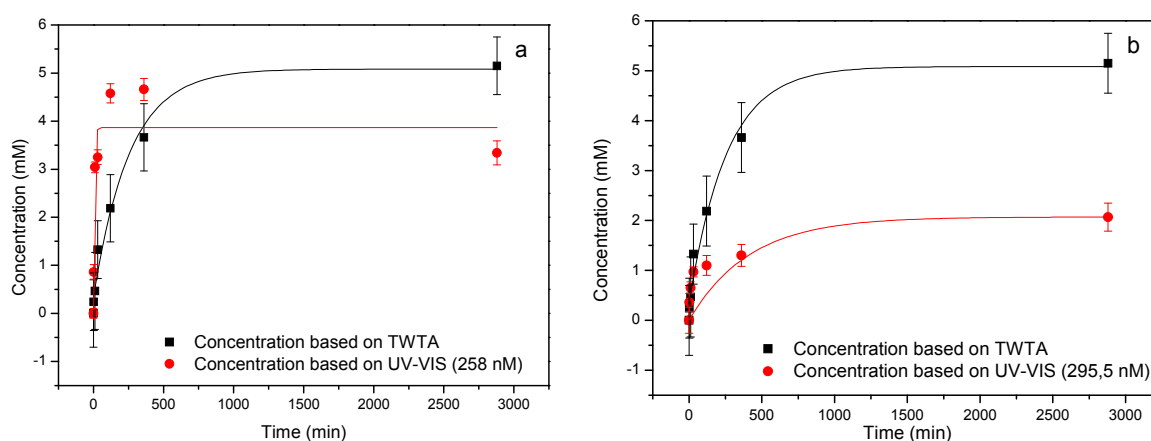 a
6
5
4
3
2
1
0
-1
Concentration (mM)
Concentration based on TWTA
Concentration based on UV-VIS (258 nM)
0 500 1000 1500 2000 2500 3000
Time (min)
b
6
5
4
3
2
1
0
-1
Concentration (mM)
Concentration based on TWTA
Concentration based on UV-VIS (295,5 nM)
0 500 1000 1500 2000 2500 3000
Time (min)